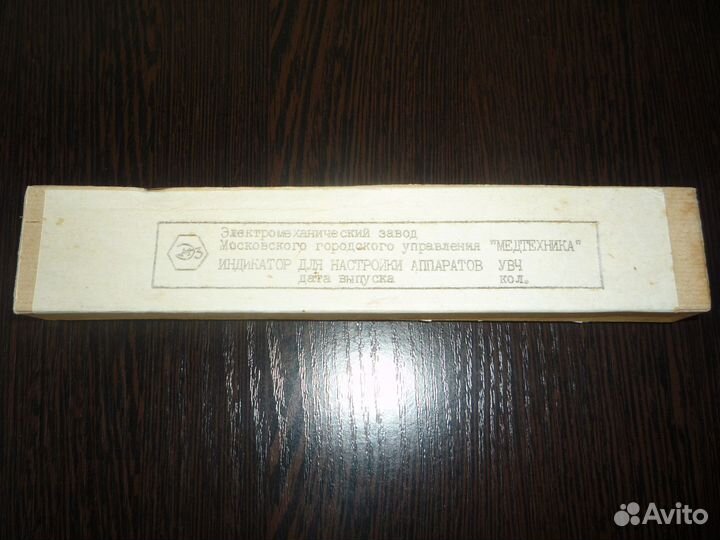 Электромеханический завод
Московского городского управления "МЕДТЕХНИКА"
ИНДИКАТОР ДЛЯ НАСТРОЙКИ АППАРАТОВ УВЧ
дата выпуска кол.
Avito